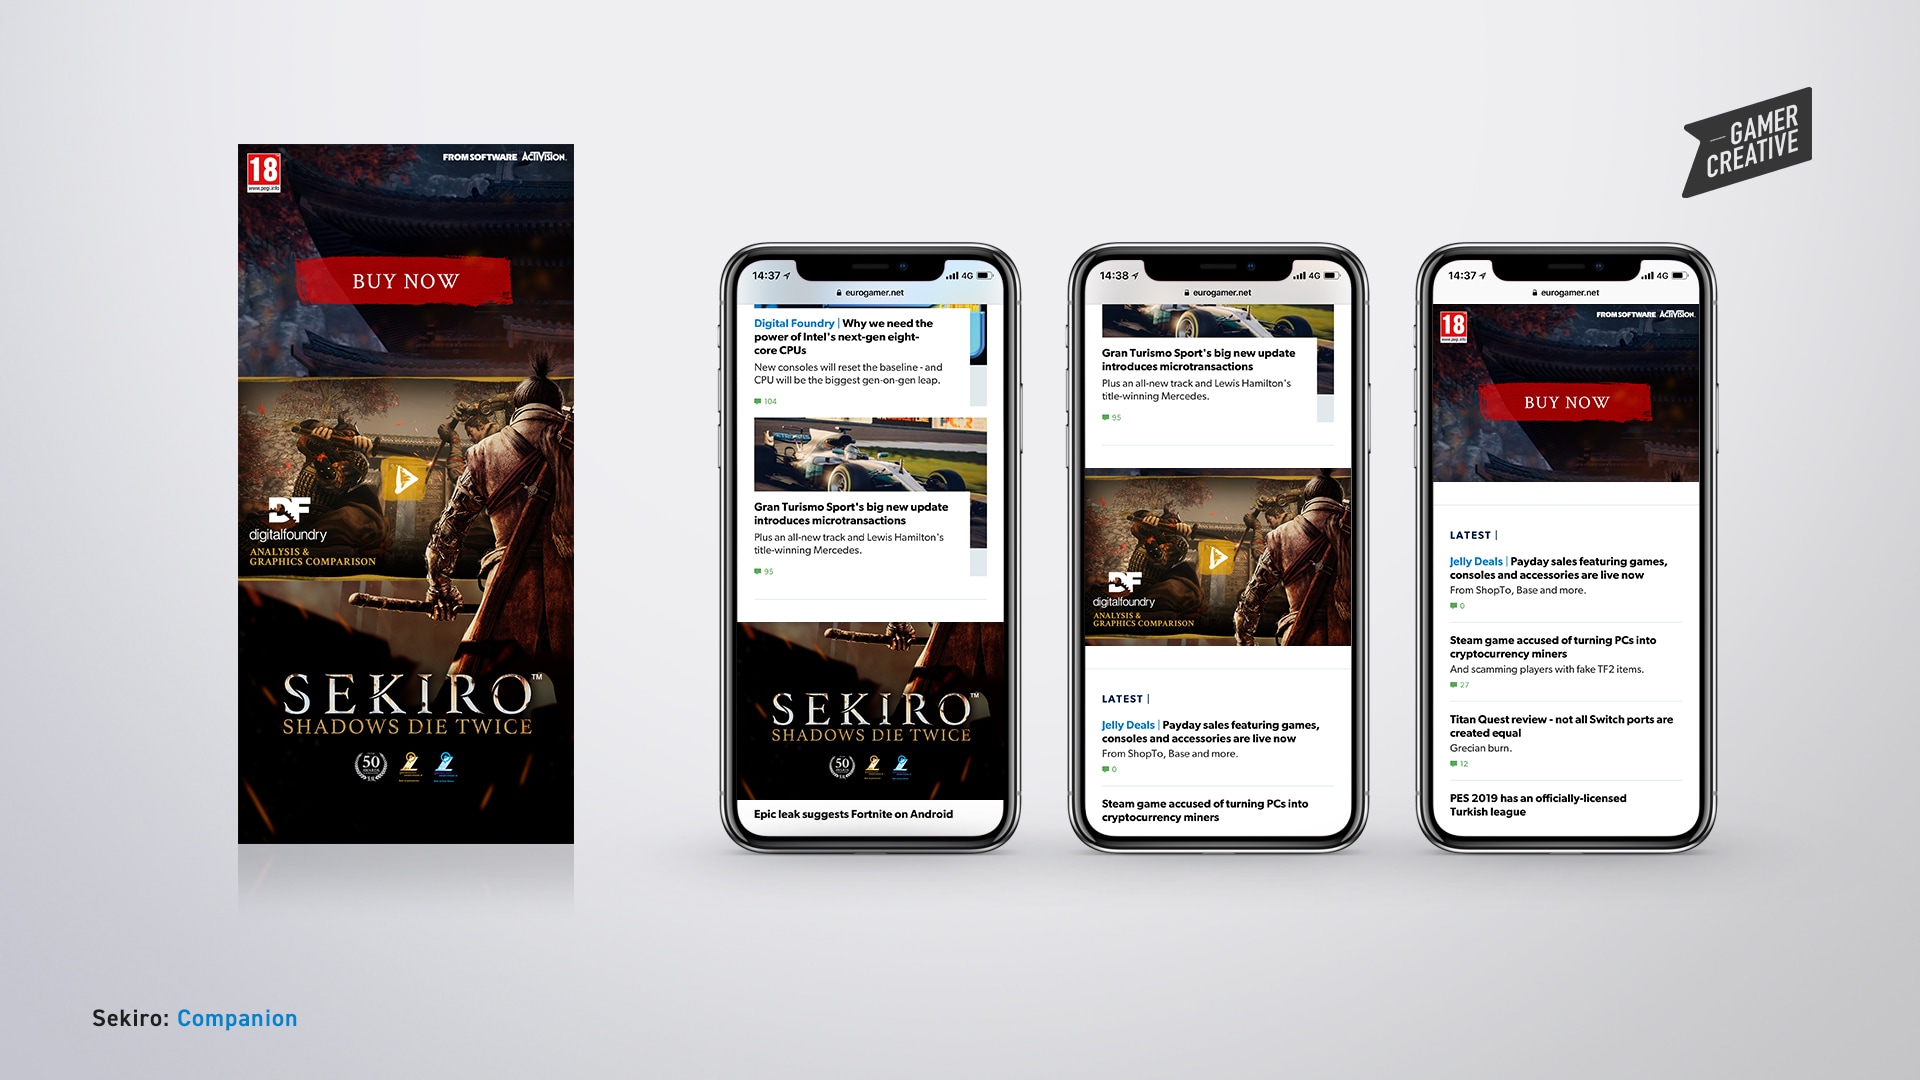 GAMER
CREATIVE
18
www.pegi.info
FROMSOFTWARE ACTIVISION.
BUY NOW
DF
digitalfoundry
ANALYSIS &
GRAPHICS COMPARISON
SEKIRO™
SHADOWS DIE TWICE
50
14:37 4G
eurogamer.net
Digital Foundry | Why we need the
power of Intel's next-gen eight-
core CPUs
New consoles will reset the baseline - and
CPU will be the biggest gen-on-gen leap.
104
Gran Turismo Sport's big new update
introduces microtransactions
Plus an all-new track and Lewis Hamilton's
title-winning Mercedes.
95
SEKIRO™
SHADOWS DIE TWICE
50
Epic leak suggests Fortnite on Android
14:38 4G
eurogamer.net
Gran Turismo Sport's big new update
introduces microtransactions
Plus an all-new track and Lewis Hamilton's
title-winning Mercedes.
95
DF
digitalfoundry
ANALYSIS &
GRAPHICS COMPARISON
LATEST |
Jelly Deals | Payday sales featuring games,
consoles and accessories are live now
From ShopTo, Base and more.
0
Steam game accused of turning PCs into
cryptocurrency miners
14:37 4G
eurogamer.net
18
www.pegi.info
FROMSOFTWARE ACTIVISION.
BUY NOW
LATEST |
Jelly Deals | Payday sales featuring games,
consoles and accessories are live now
From ShopTo, Base and more.
0
Steam game accused of turning PCs into
cryptocurrency miners
And scamming players with fake TF2 items.
27
Titan Quest review - not all Switch ports are
created equal
Grecian burn.
12
PES 2019 has an officially-licensed
Turkish league
Sekiro: Companion